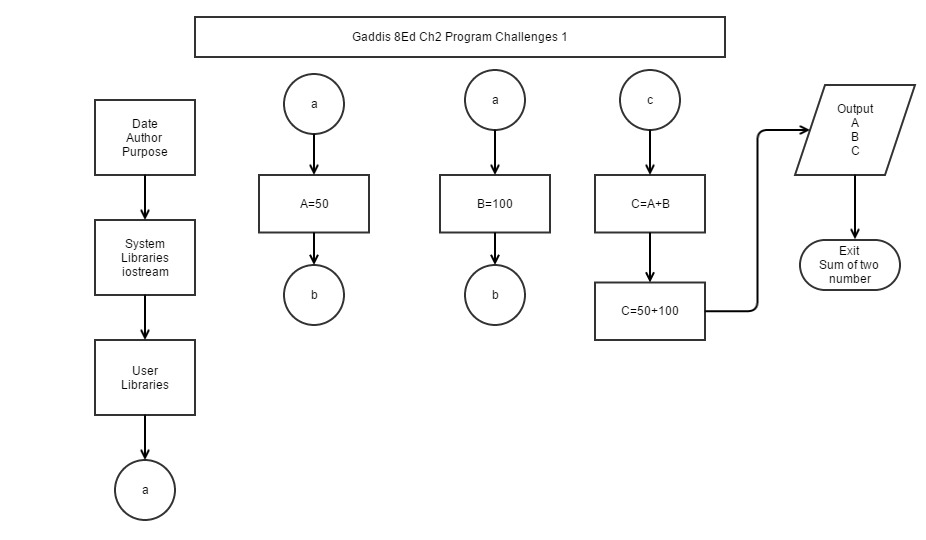 Gaddis 8Ed Ch2 Program Challenges 1
Date
Author
Purpose
System
Libraries
iostream
User
Libraries
a
a
A=50
b
a
B=100
b
c
C=A+B
C=50+100
Output
A
B
C
Exit
Sum of two
number